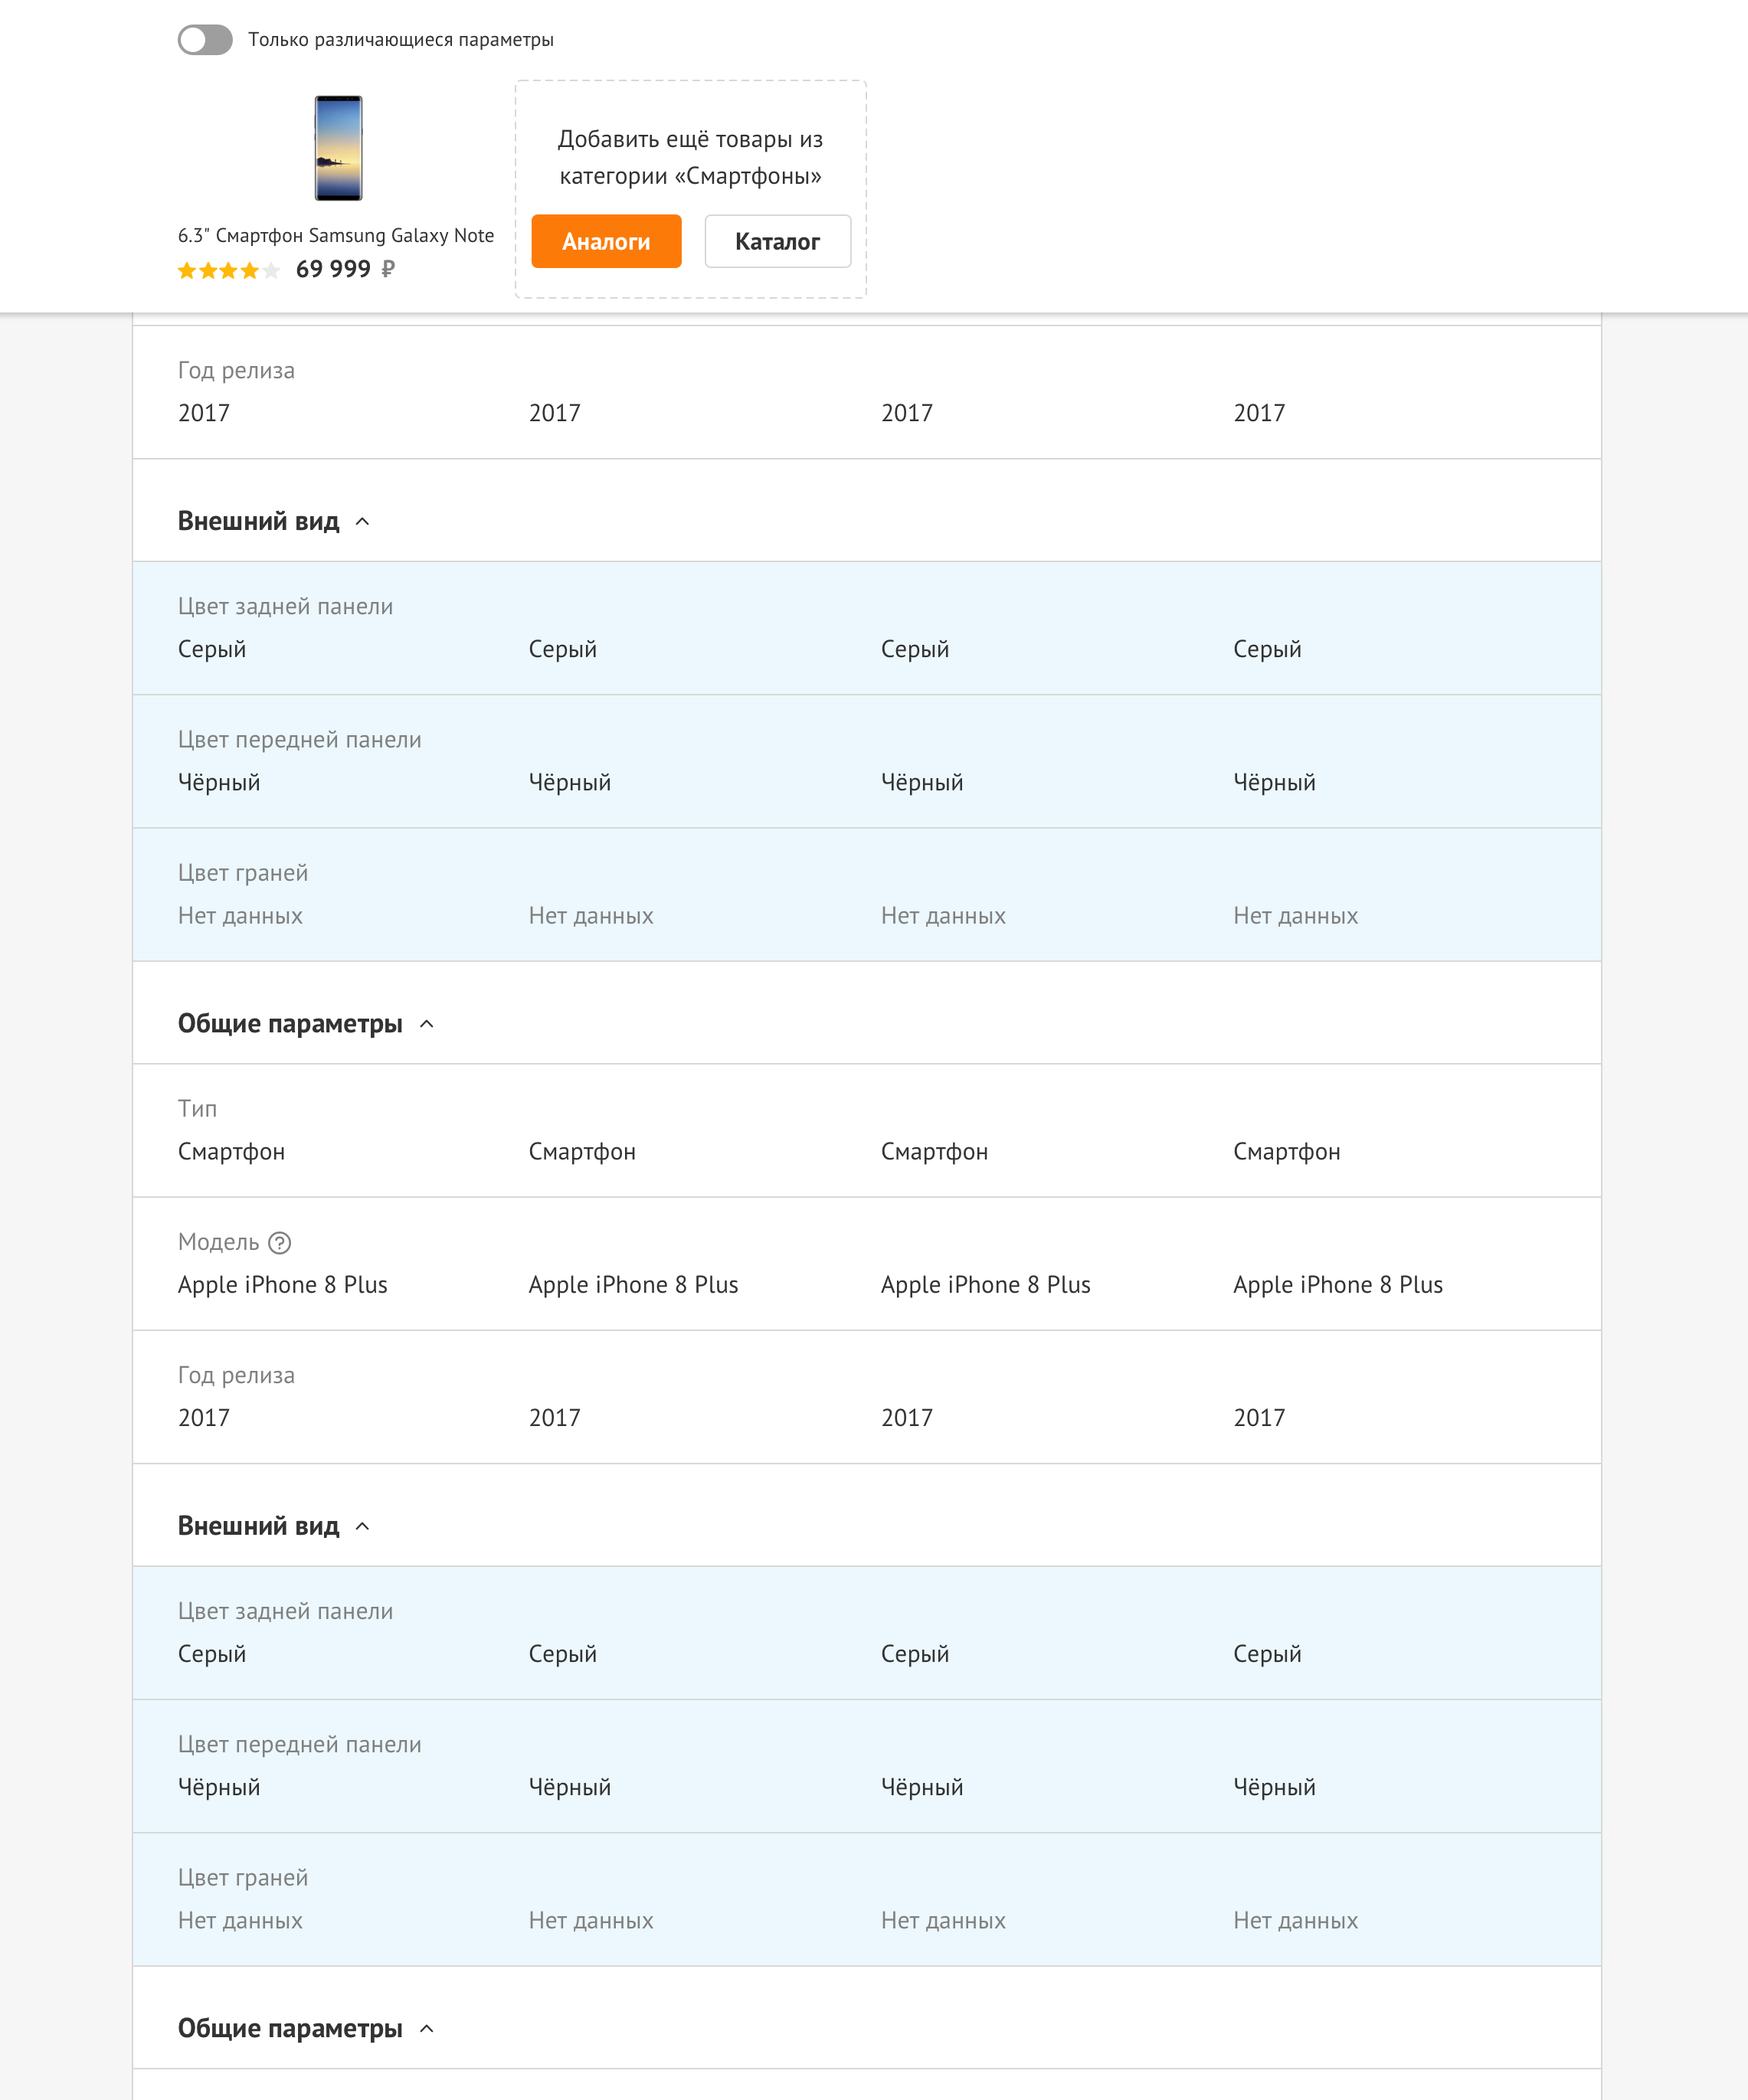 Только различающиеся параметры
Добавить ещё товары из
категории «Смартфоны»
Аналоги
Каталог
6.3" Смартфон Samsung Galaxy Note
69 999 ₽
Год релиза
2017 2017 2017 2017
Внешний вид
Цвет задней панели
Серый Серый Серый Серый
Цвет передней панели
Чёрный Чёрный Чёрный Чёрный
Цвет граней
Нет данных Нет данных Нет данных Нет данных
Общие параметры
Тип
Смартфон Смартфон Смартфон Смартфон
Модель ?
Apple iPhone 8 Plus Apple iPhone 8 Plus Apple iPhone 8 Plus Apple iPhone 8 Plus
Год релиза
2017 2017 2017 2017
Внешний вид
Цвет задней панели
Серый Серый Серый Серый
Цвет передней панели
Чёрный Чёрный Чёрный Чёрный
Цвет граней
Нет данных Нет данных Нет данных Нет данных
Общие параметры